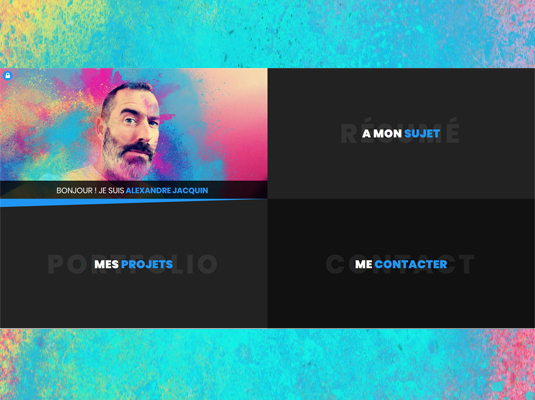 RÉSUMÉ
A MON SUJET
BONJOUR ! JE SUIS ALEXANDRE JACQUIN
PORTFOLIO
MES PROJETS
CONTACT
ME CONTACTER